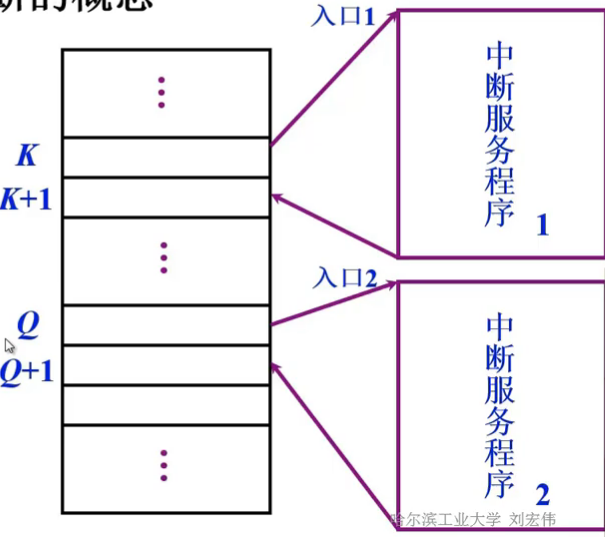 断的概念
入口1
中断服务程序 1
K
K+1
入口2
Q
Q+1
中断服务程序 2
哈尔滨工业大学 刘宏伟